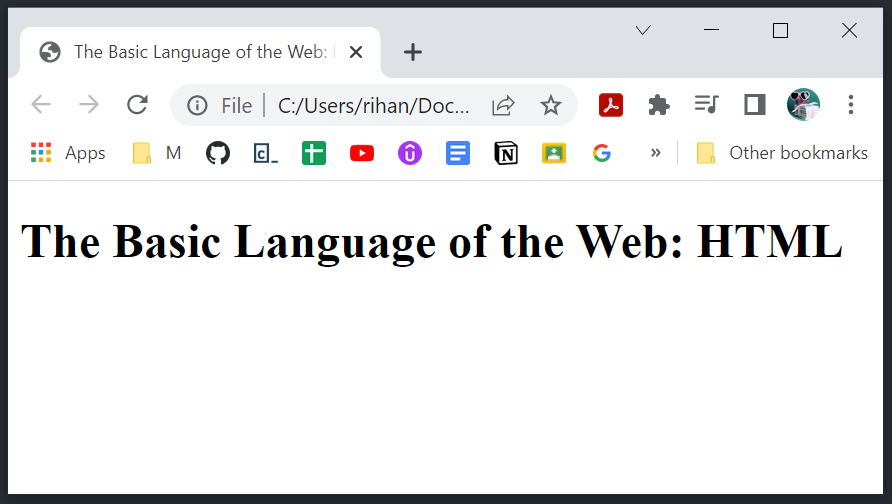 The Basic Language of the Web:
File
C:/Users/rihan/Doc...
Apps
M
Other bookmarks
The Basic Language of the Web: HTML